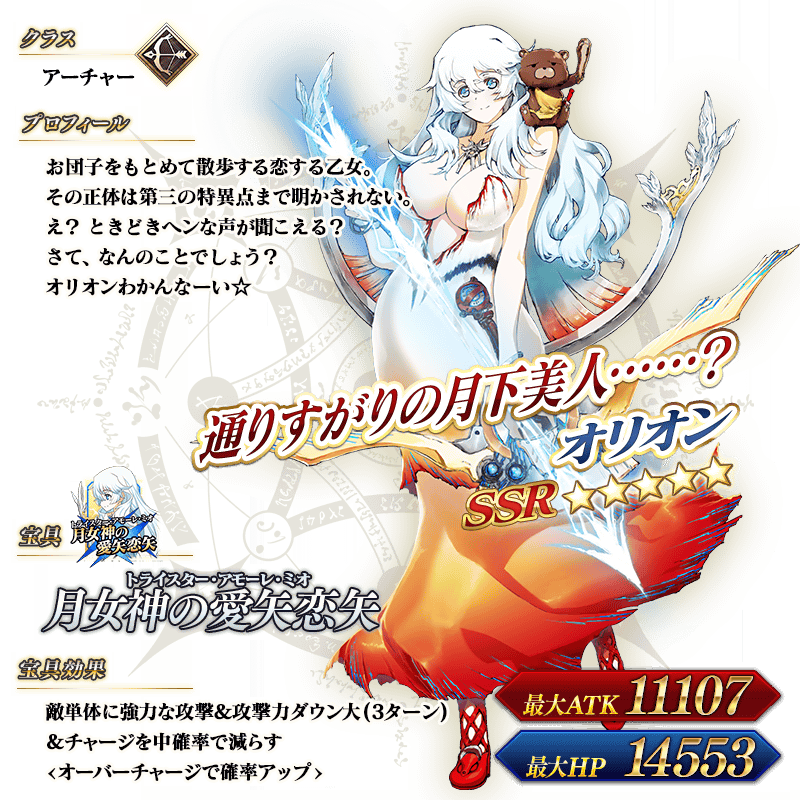 クラス
アーチャー
プロフィール
お団子をもとめて散歩する恋する乙女。
その正体は第三の特異点まで明かされない。
え？ ときどきヘンな声が聞こえる？
さて、なんのことでしょう？
オリオンわかんなーい☆
通りすがりの月下美人……？
オリオン
SSR ★★★★★
トライスター・アモーレ・ミオ
月女神の愛矢恋矢
宝具
トライスター・アモーレ・ミオ
月女神の愛矢恋矢
宝具効果
敵単体に強力な攻撃&攻撃力ダウン大(3ターン)
&チャージを中確率で減らす
<オーバーチャージで確率アップ>
最大ATK 11107
最大HP 14553